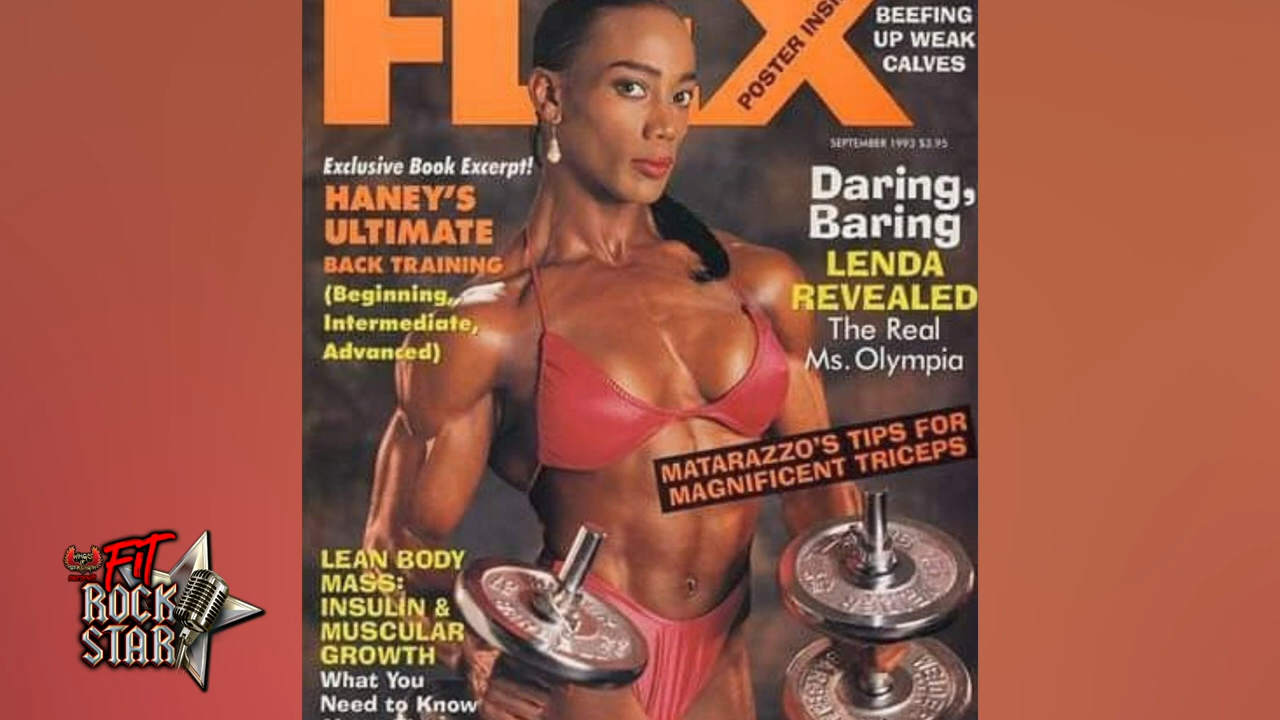 FLEX
POSTER INSI
BEEFING
UP WEAK
CALVES
SEPTEMBER 1993 $3.95
Exclusive Book Excerpt!
HANEY'S
ULTIMATE
BACK TRAINING
(Beginning,
Intermediate,
Advanced)
Daring,
Baring
LENDA
REVEALED
The Real
Ms. Olympia
MATARAZZO'S TIPS FOR
MAGNIFICENT TRICEPS
LEAN BODY
MASS:
INSULIN &
MUSCULAR
GROWTH
What You
Need to Know
FIT
ROCK
STAR